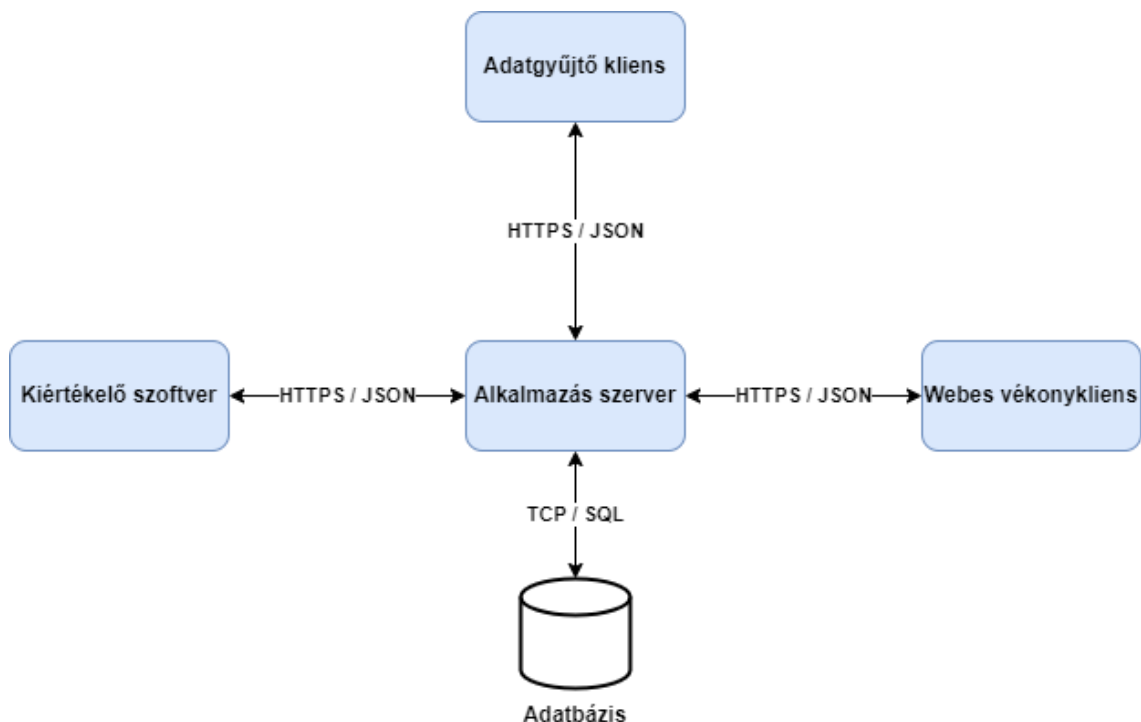 Adatgyűjtő kliens
HTTPS / JSON
Kiértékelő szoftver
HTTPS / JSON
Alkalmazás szerver
HTTPS / JSON
Webes vékonykliens
TCP / SQL
Adatbázis